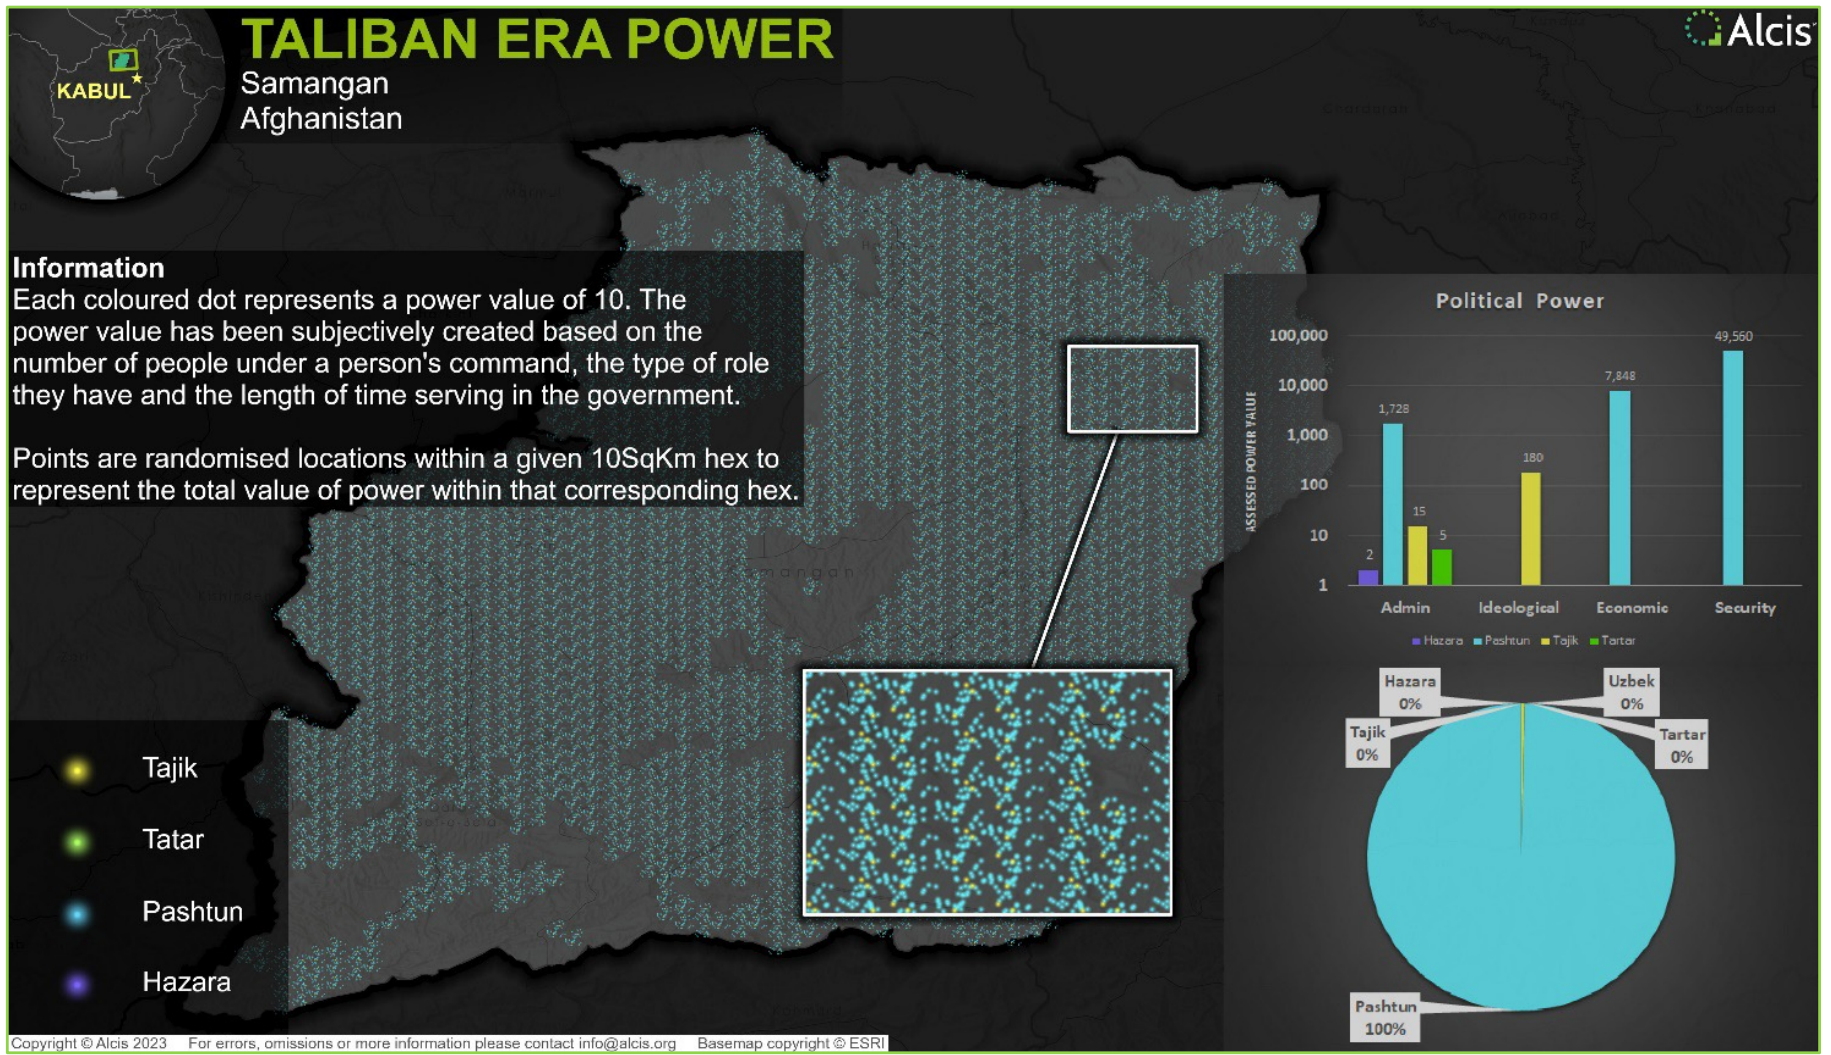 TALIBAN ERA POWER
Samangan
Afghanistan
KABUL
Alcis
Information
Each coloured dot represents a power value of 10. The
power value has been subjectively created based on the
number of people under a person's command, the type of role
they have and the length of time serving in the government.
Points are randomised locations within a given 10SqKm hex to
represent the total value of power within that corresponding hex.
Political Power
ASSESSED POWER VALUE
100,000
10,000
1,000
100
10
1
2
1,728
15
5
180
7,848
49,560
Admin
Ideological
Economic
Security
Hazara
Pashtun
Tajik
Tartar
Hazara
0%
Uzbek
0%
Tajik
0%
Tartar
0%
Pashtun
100%
Tajik
Tatar
Pashtun
Hazara
Copyright © Alcis 2023 For errors, omissions or more information please contact info@alcis.org Basemap copyright © ESRI